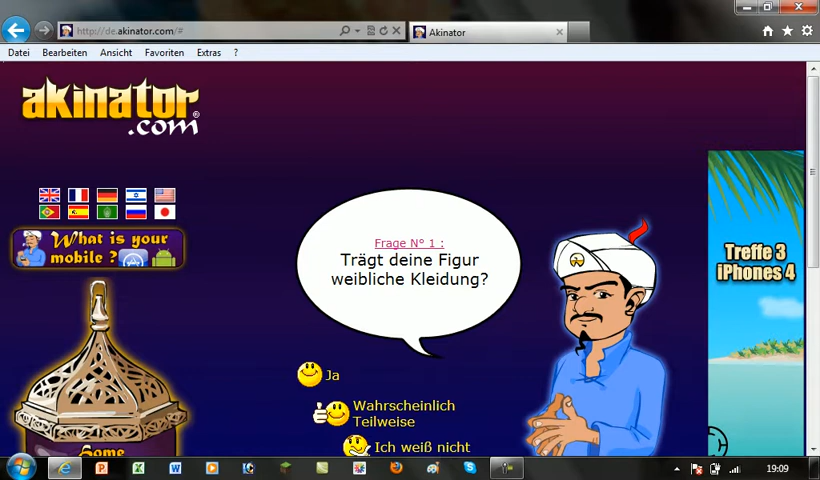 http://de.akinator.com/#
Akinator
Datei Bearbeiten Ansicht Favoriten Extras ?
akinator®
.com
What is your
mobile ?
Frage N° 1 :
Trägt deine Figur
weibliche Kleidung?
Treffe 3
iPhones 4
Ja
Wahrscheinlich
Teilweise
Ich weiß nicht
Home
19:09